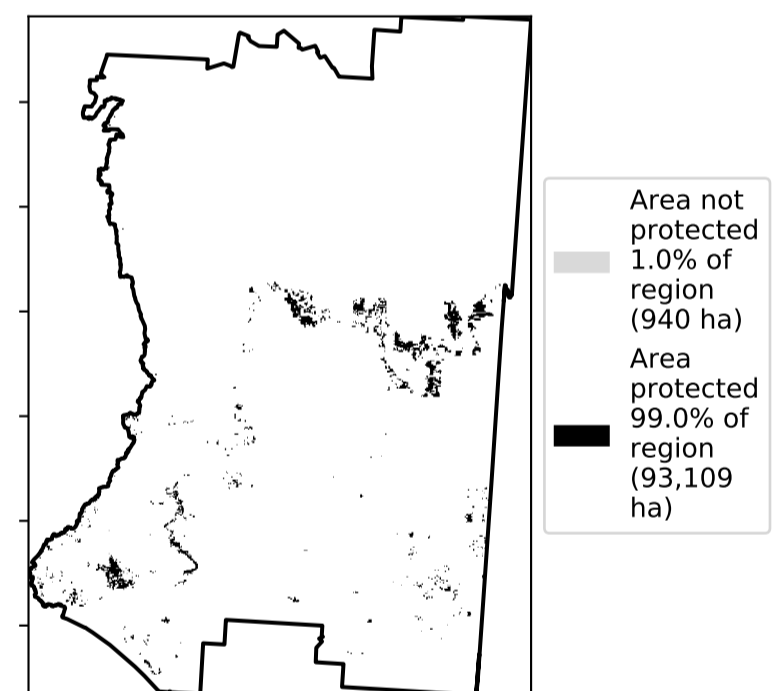 Area not
protected
1.0% of
region
(940 ha)
Area
protected
99.0% of
region
(93,109
ha)